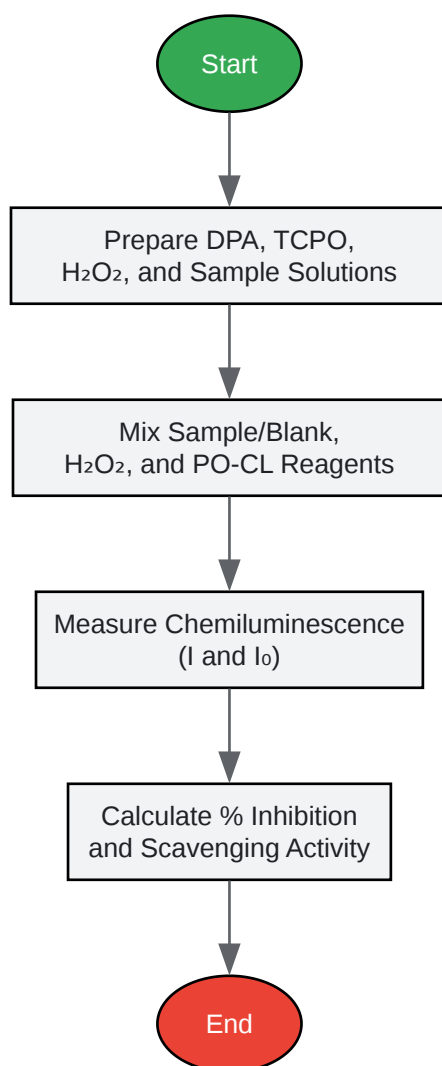 Start
Prepare DPA, TCPO,
H₂O₂, and Sample Solutions
Mix Sample/Blank,
H₂O₂, and PO-CL Reagents
Measure Chemiluminescence
(I and I₀)
Calculate % Inhibition
and Scavenging Activity
End